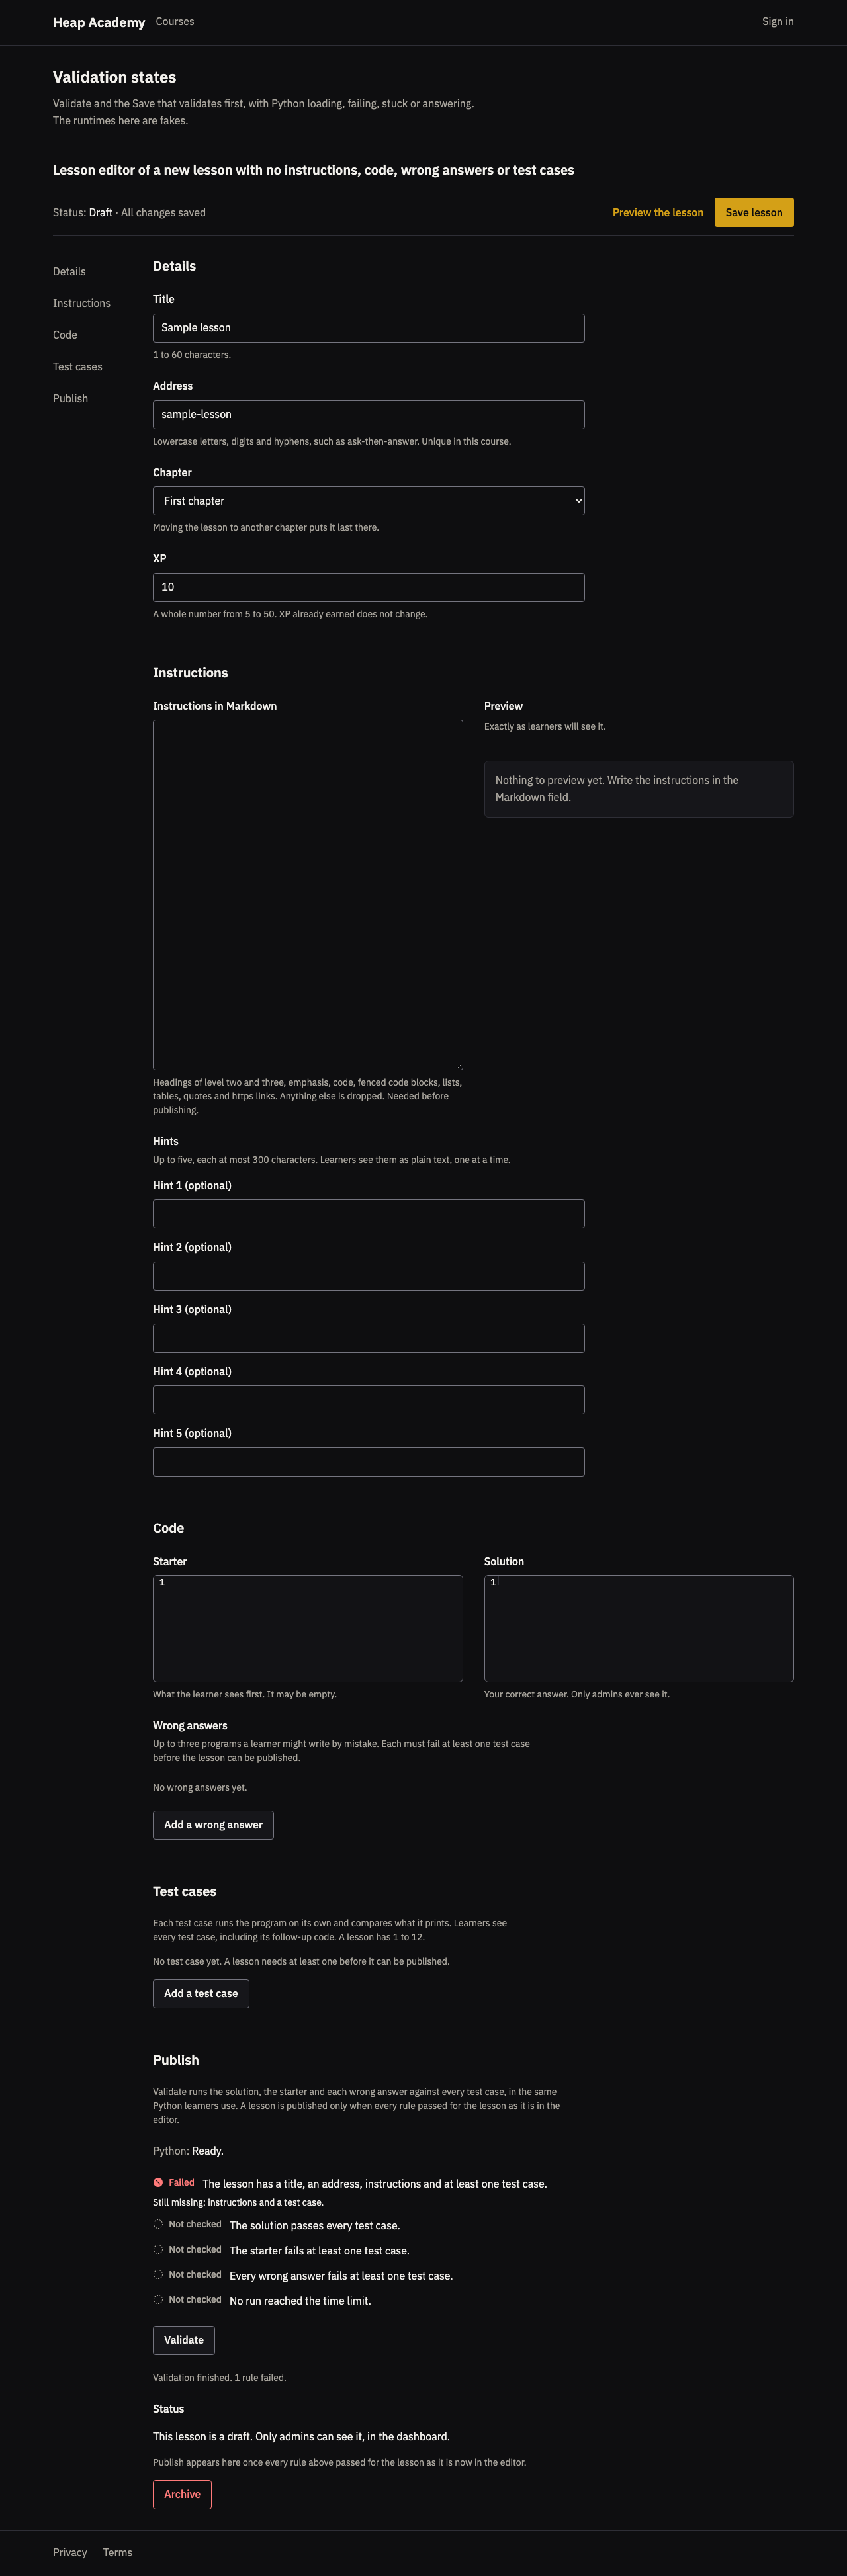 Heap Academy Courses Sign in
Validation states
Validate and the Save that validates first, with Python loading, failing, stuck or answering.
The runtimes here are fakes.
Lesson editor of a new lesson with no instructions, code, wrong answers or test cases
Status: Draft · All changes saved Preview the lesson Save lesson
Details
Instructions
Code
Test cases
Publish
Details
Title
Sample lesson
1 to 60 characters.
Address
sample-lesson
Lowercase letters, digits and hyphens, such as ask-then-answer. Unique in this course.
Chapter
First chapter
Moving the lesson to another chapter puts it last there.
XP
10
A whole number from 5 to 50. XP already earned does not change.
Instructions
Instructions in Markdown
Headings of level two and three, emphasis, code, fenced code blocks, lists,
tables, quotes and https links. Anything else is dropped. Needed before
publishing.
Preview
Exactly as learners will see it.
Nothing to preview yet. Write the instructions in the
Markdown field.
Hints
Up to five, each at most 300 characters. Learners see them as plain text, one at a time.
Hint 1 (optional)
Hint 2 (optional)
Hint 3 (optional)
Hint 4 (optional)
Hint 5 (optional)
Code
Starter
1
What the learner sees first. It may be empty.
Solution
1
Your correct answer. Only admins ever see it.
Wrong answers
Up to three programs a learner might write by mistake. Each must fail at least one test case
before the lesson can be published.
No wrong answers yet.
Add a wrong answer
Test cases
Each test case runs the program on its own and compares what it prints. Learners see
every test case, including its follow-up code. A lesson has 1 to 12.
No test case yet. A lesson needs at least one before it can be published.
Add a test case
Publish
Validate runs the solution, the starter and each wrong answer against every test case, in the same
Python learners use. A lesson is published only when every rule passed for the lesson as it is in the
editor.
Python: Ready.
Failed The lesson has a title, an address, instructions and at least one test case.
Still missing: instructions and a test case.
Not checked The solution passes every test case.
Not checked The starter fails at least one test case.
Not checked Every wrong answer fails at least one test case.
Not checked No run reached the time limit.
Validate
Validation finished. 1 rule failed.
Status
This lesson is a draft. Only admins can see it, in the dashboard.
Publish appears here once every rule above passed for the lesson as it is now in the editor.
Archive
Privacy Terms